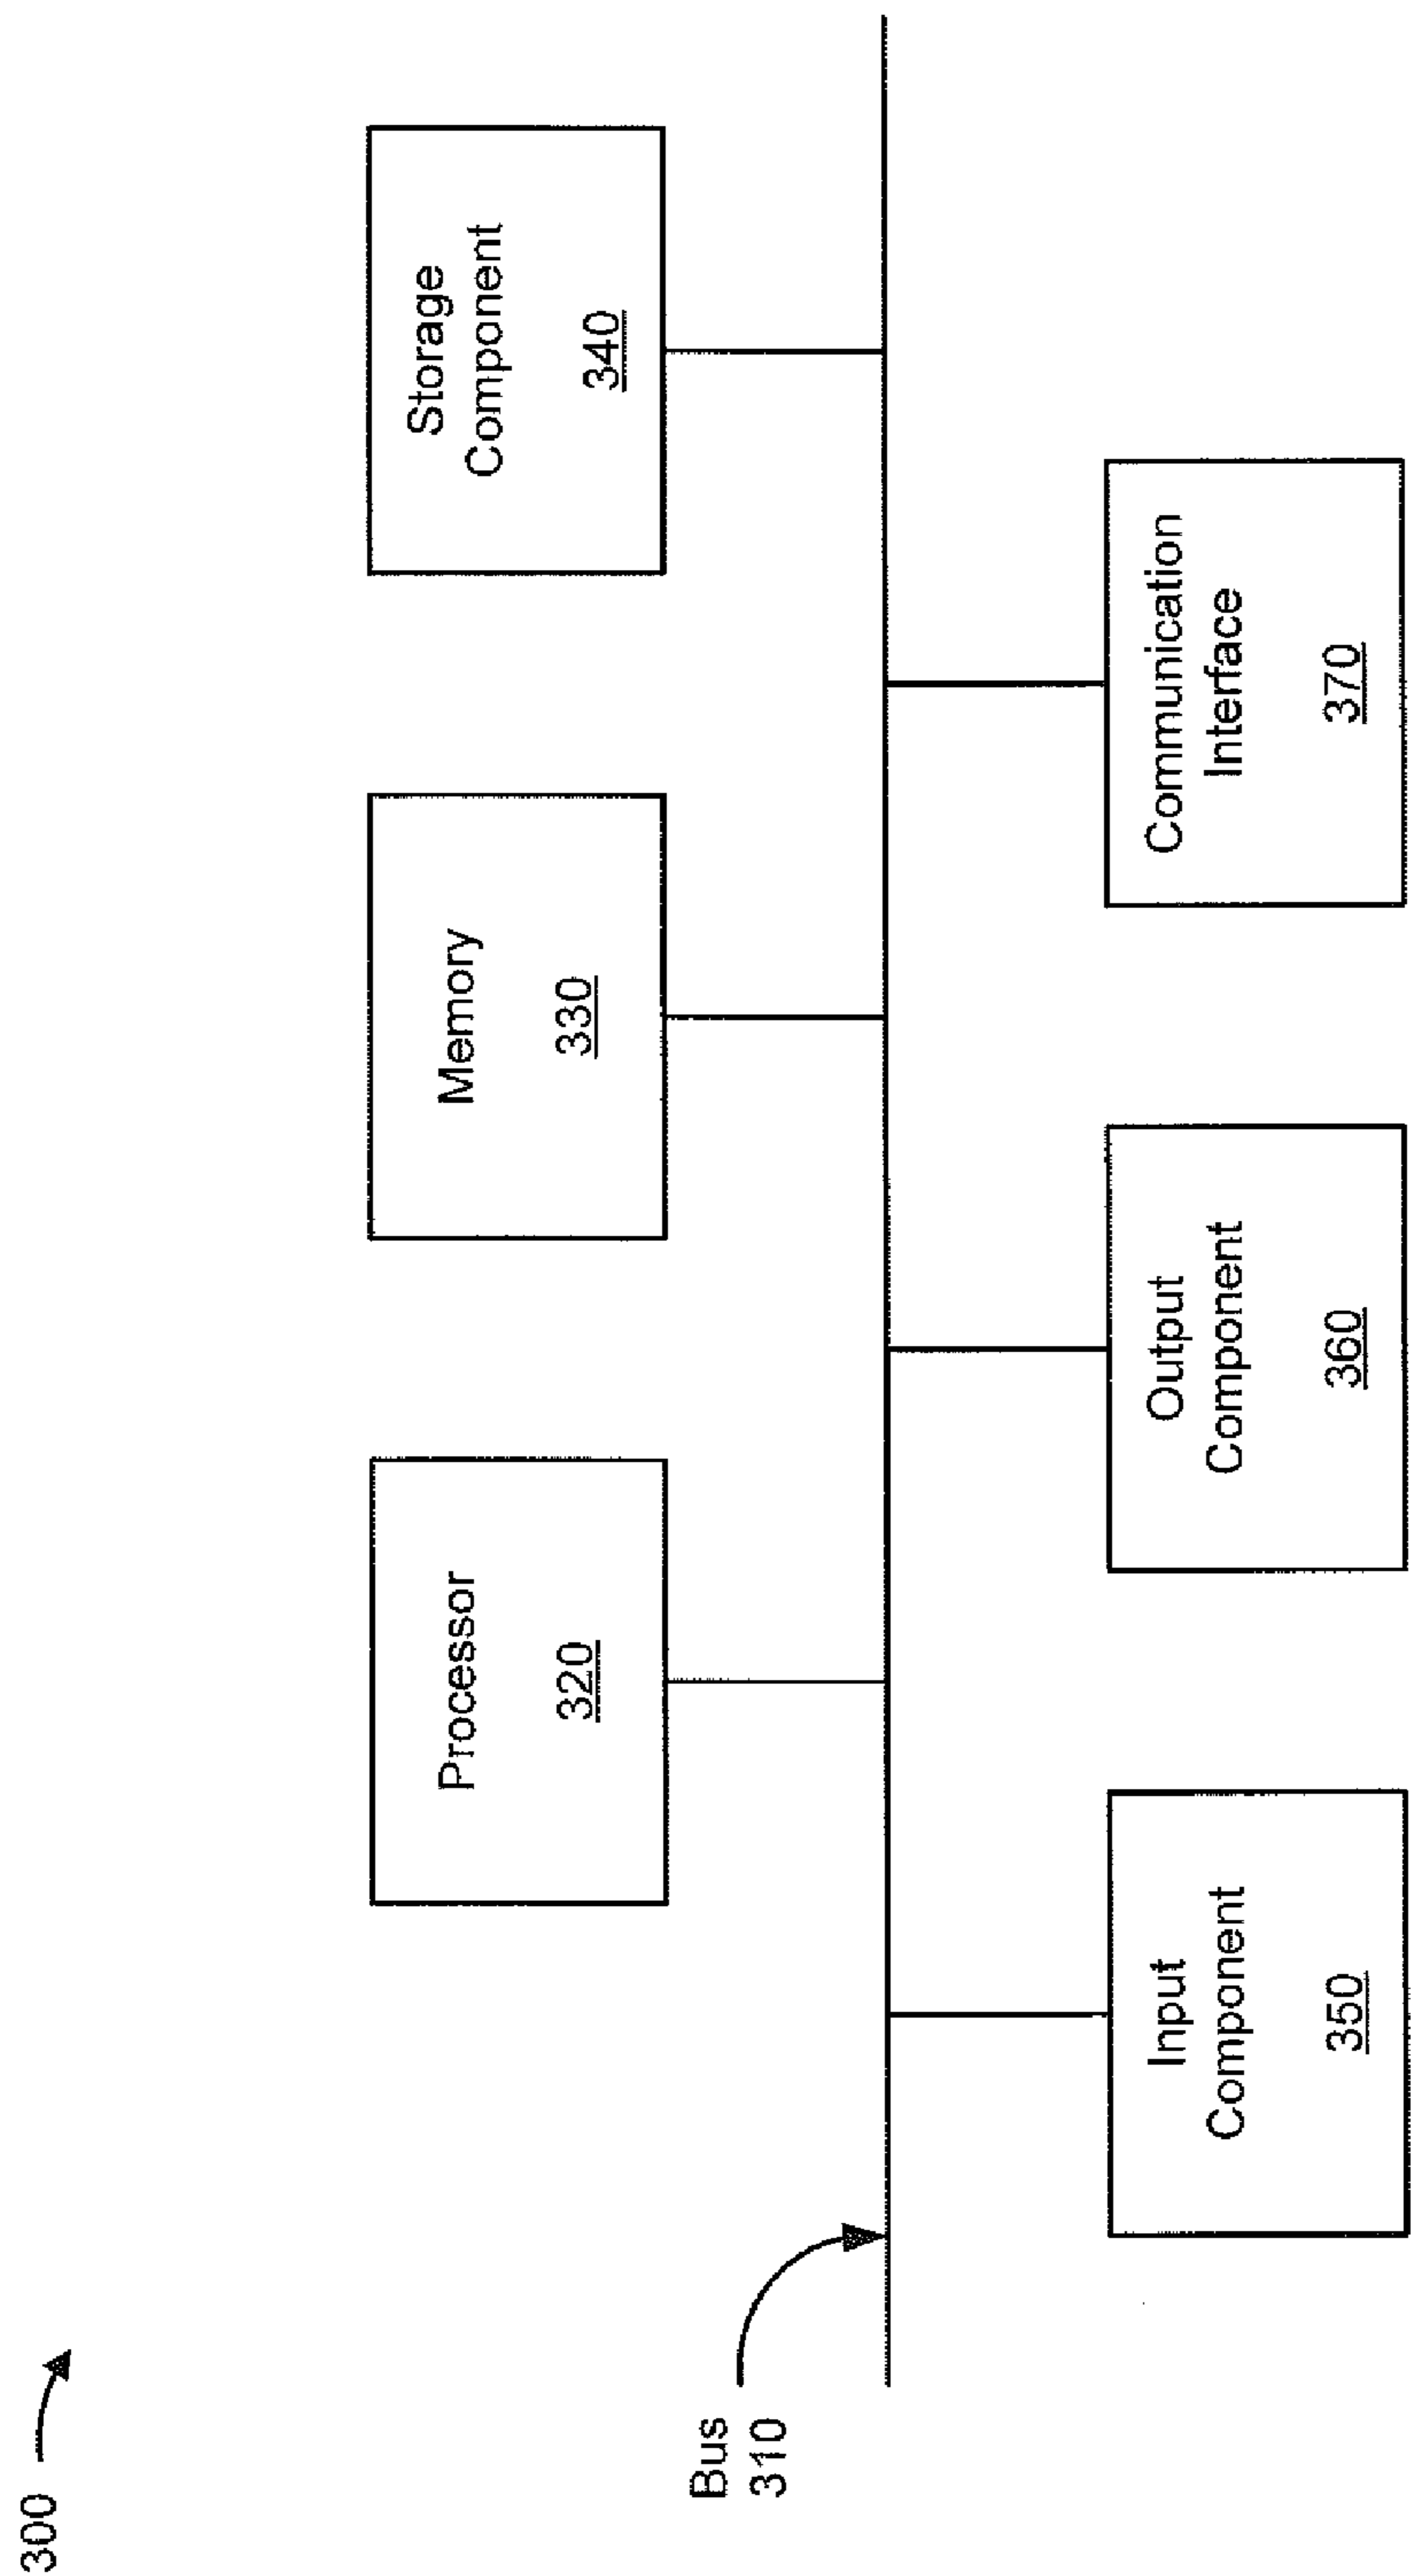 300
Bus
310
Processor
320
Memory
330
Storage
Component
340
Input
Component
350
Output
Component
360
Communication
Interface
370